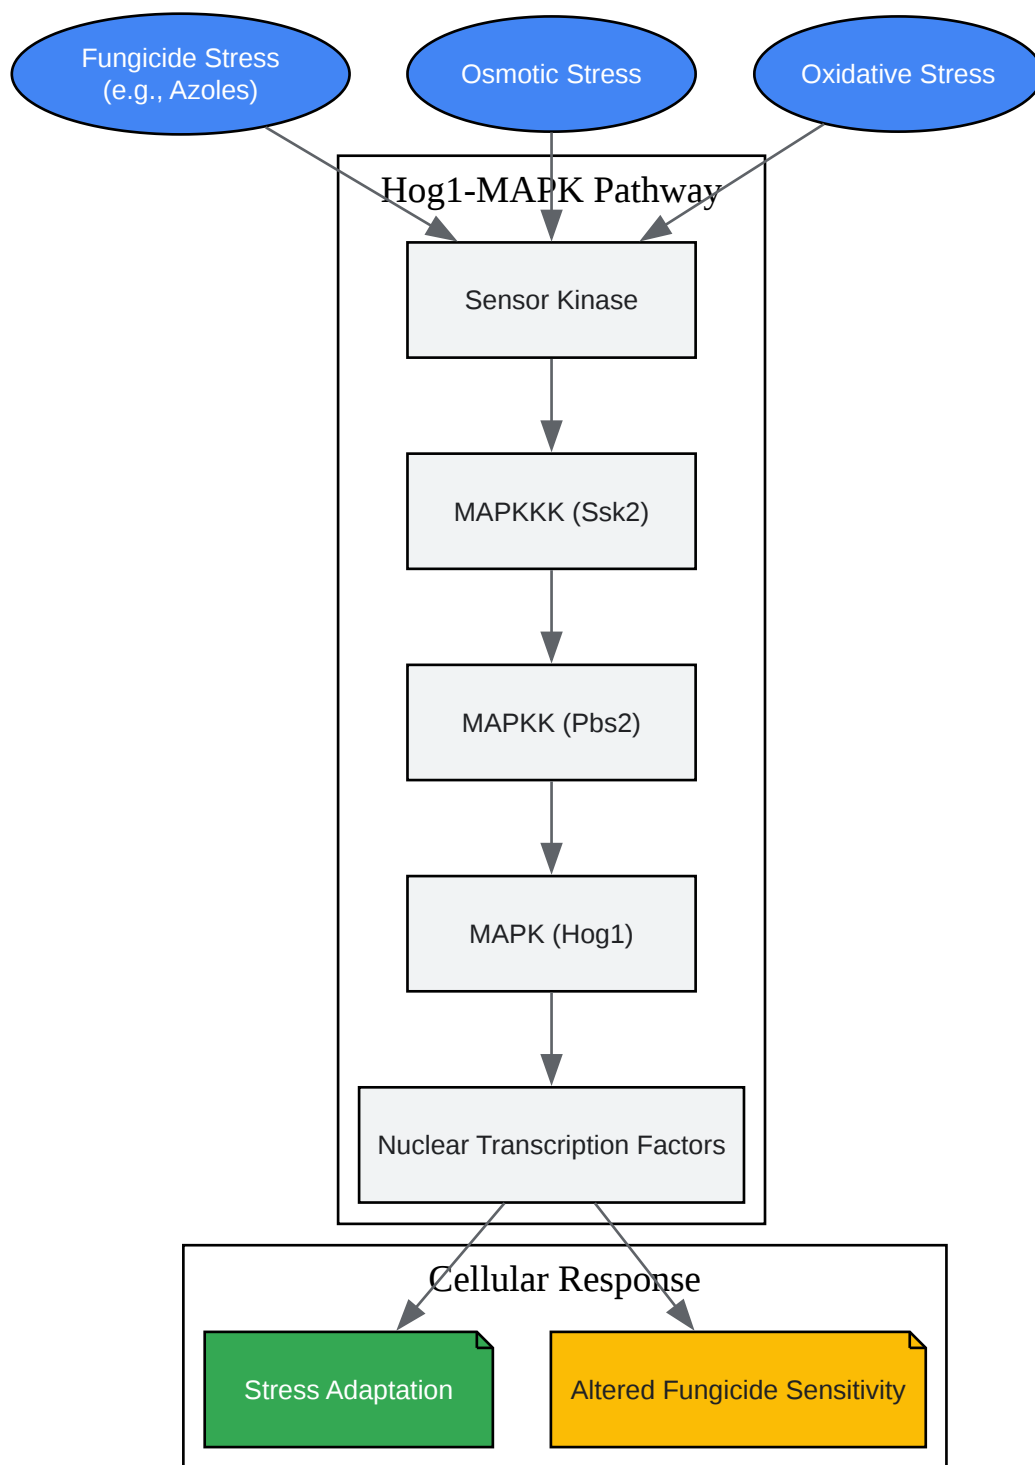 Fungicide Stress
(e.g., Azoles)
Osmotic Stress
Oxidative Stress
Hog1-MAPK Pathway
Sensor Kinase
MAPKKK (Ssk2)
MAPKK (Pbs2)
MAPK (Hog1)
Nuclear Transcription Factors
Cellular Response
Stress Adaptation
Altered Fungicide Sensitivity